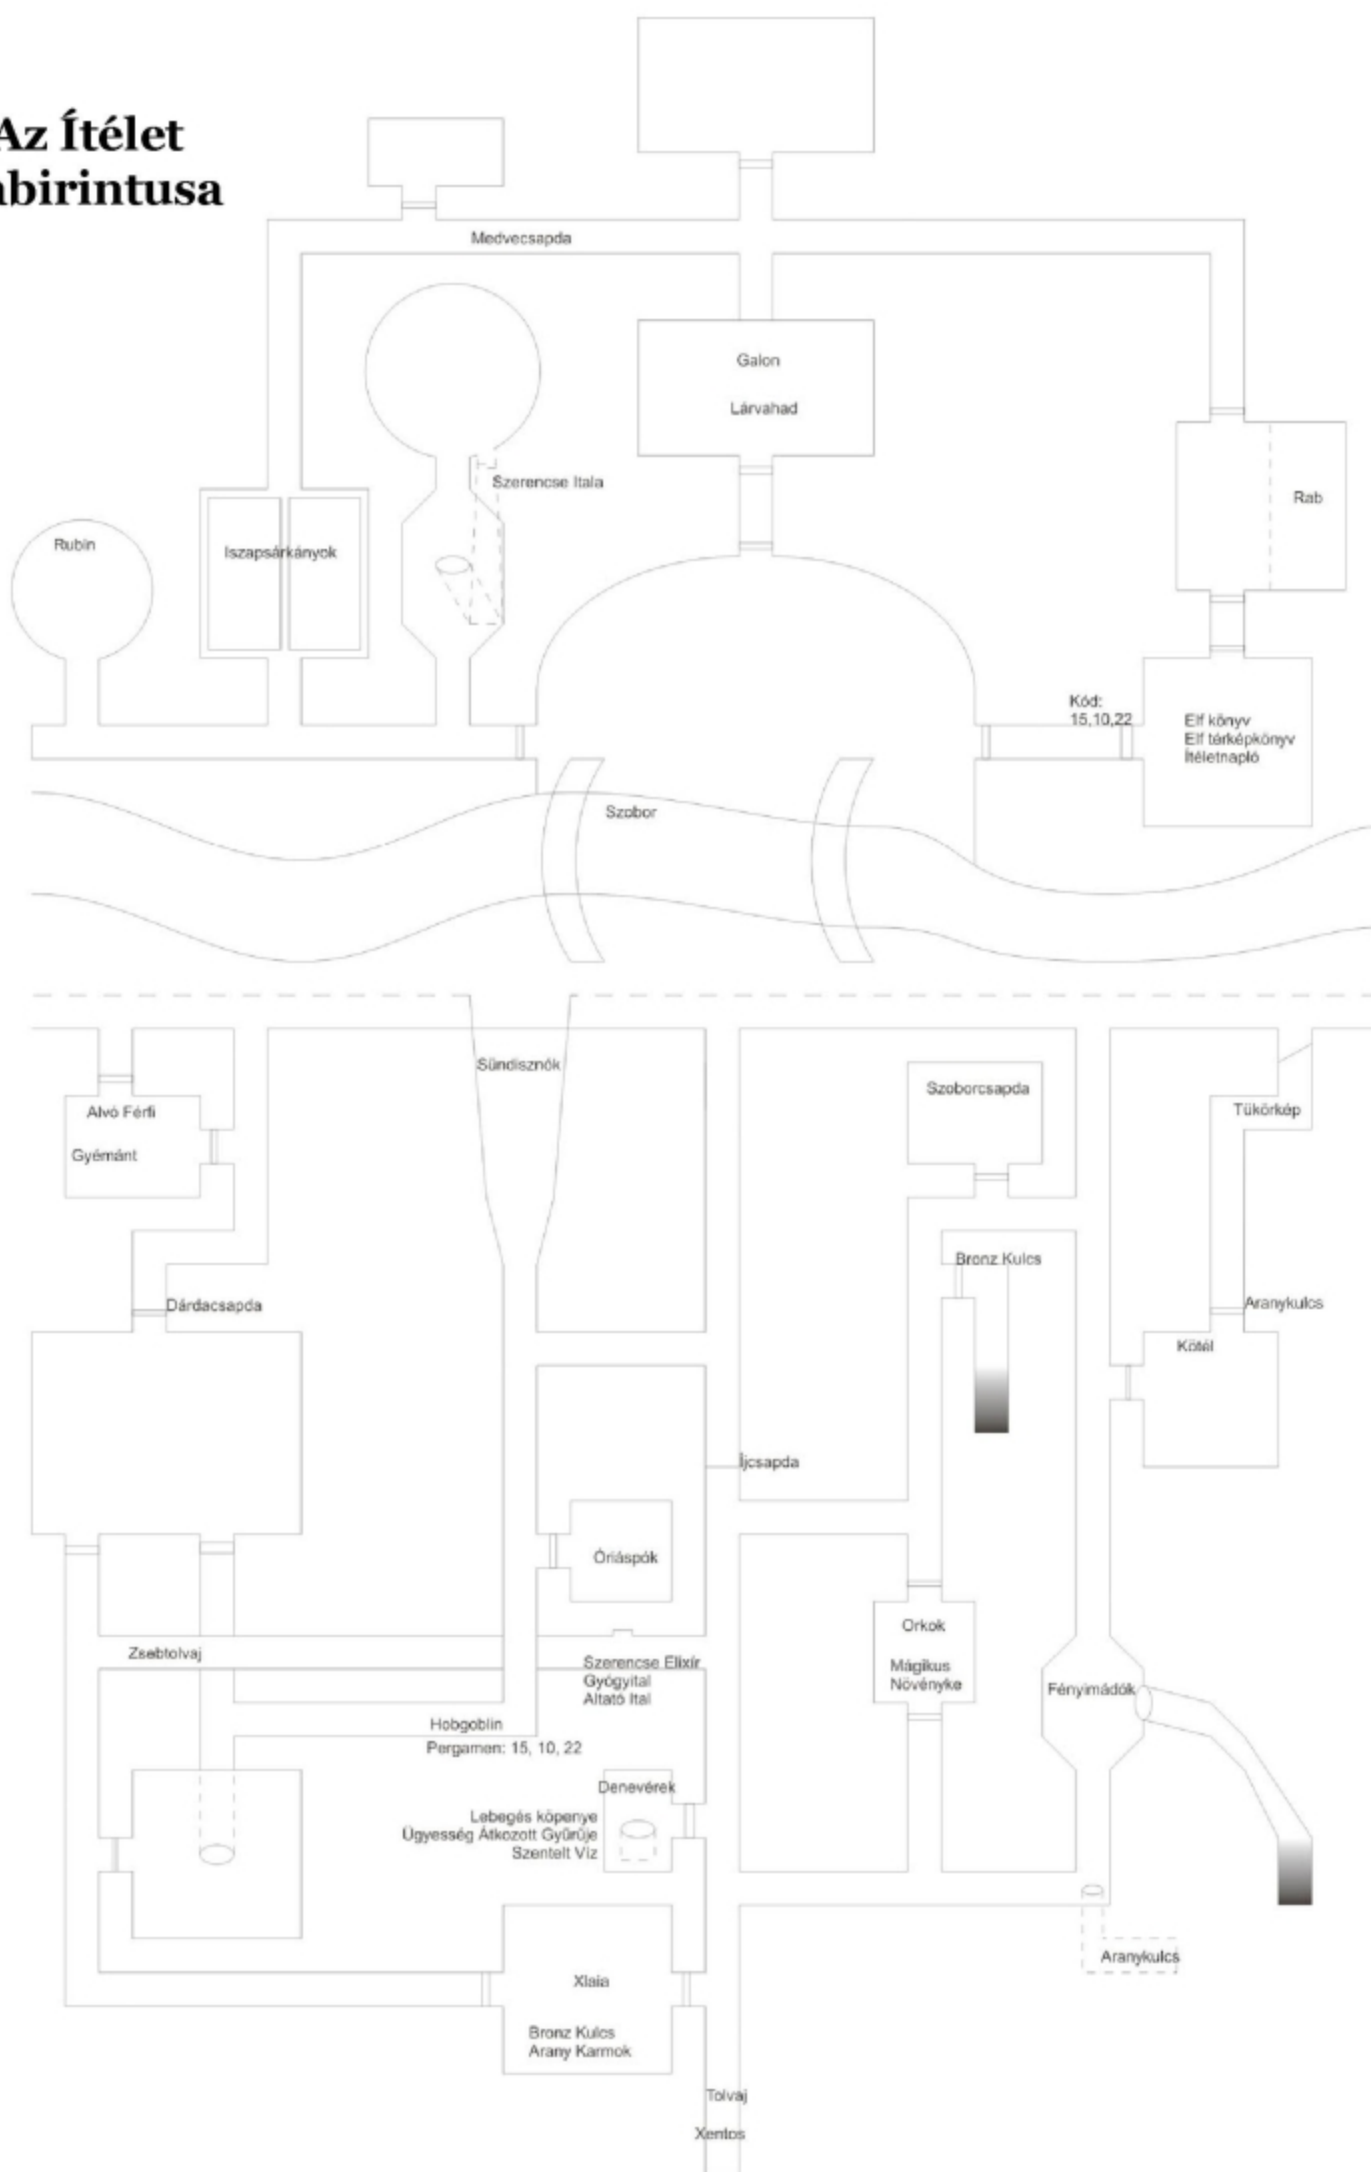 Az Ítélet
abirintusa
Medvecsapda
Galon
Lárvahad
Szerencse Itala
Rab
Rubin
Iszapsárkányok
Kód:
15,10,22
Elf könyv
Elf térképkönyv
Ítéletnapló
Szobor
Sündisznók
Szoborcsapda
Alvó Férfi
Tükörkép
Gyémánt
Bronz Kulcs
Dárdacsapda
Aranykulcs
Kötél
Íjcsapda
Óriáspók
Orkok
Zsebtolvaj
Szerencse Elixír
Gyógyital
Altató Ital
Mágikus
Növényke
Fényimádók
Hobgoblin
Pergamen: 15, 10, 22
Denevérek
Lebegés köpenye
Ügyesség Átkozott Gyűrűje
Szentelt Víz
Aranykulcs
Xlaia
Bronz Kulcs
Arany Karmok
Tolvaj
Xentos